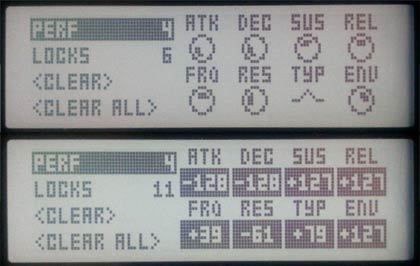 PERF 4 ATK DEC SUS REL
LOCKS 6
<CLEAR> FRQ RES TYP ENV
<CLEAR ALL>
PERF 4 ATK DEC SUS REL
LOCKS 11 -128 -128 +127 +127
<CLEAR> FRQ RES TYP ENV
<CLEAR ALL> +39 -61 +79 +127